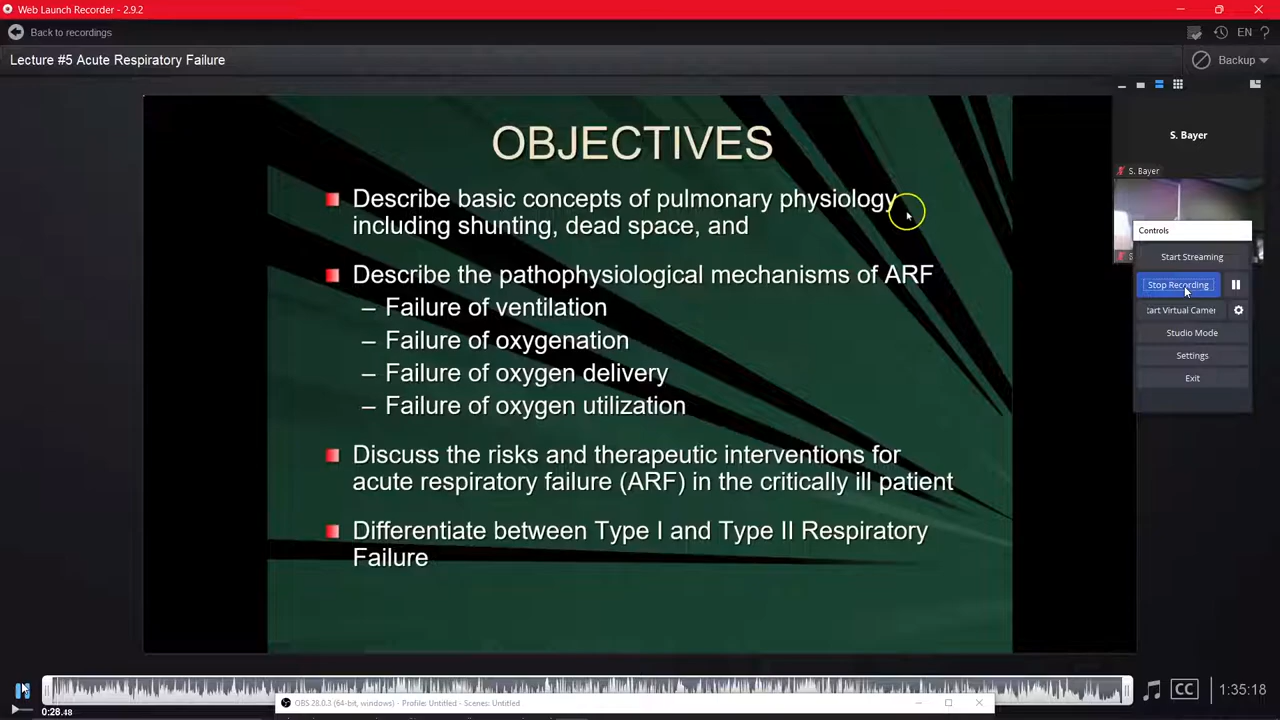 Web Launch Recorder - 2.9.2
Back to recordings
EN ?
Lecture #5 Acute Respiratory Failure
Backup
OBJECTIVES
Describe basic concepts of pulmonary physiology
including shunting, dead space, and
Describe the pathophysiological mechanisms of ARF
– Failure of ventilation
– Failure of oxygenation
– Failure of oxygen delivery
– Failure of oxygen utilization
Discuss the risks and therapeutic interventions for
acute respiratory failure (ARF) in the critically ill patient
Differentiate between Type I and Type II Respiratory
Failure
S. Bayer
S. Bayer
Controls
Start Streaming
Stop Recording
tart Virtual Camer
Studio Mode
Settings
Exit
0:28.48
CC
1:35:18
OBS 28.0.3 (64-bit, windows) - Profile: Untitled - Scenes: Untitled